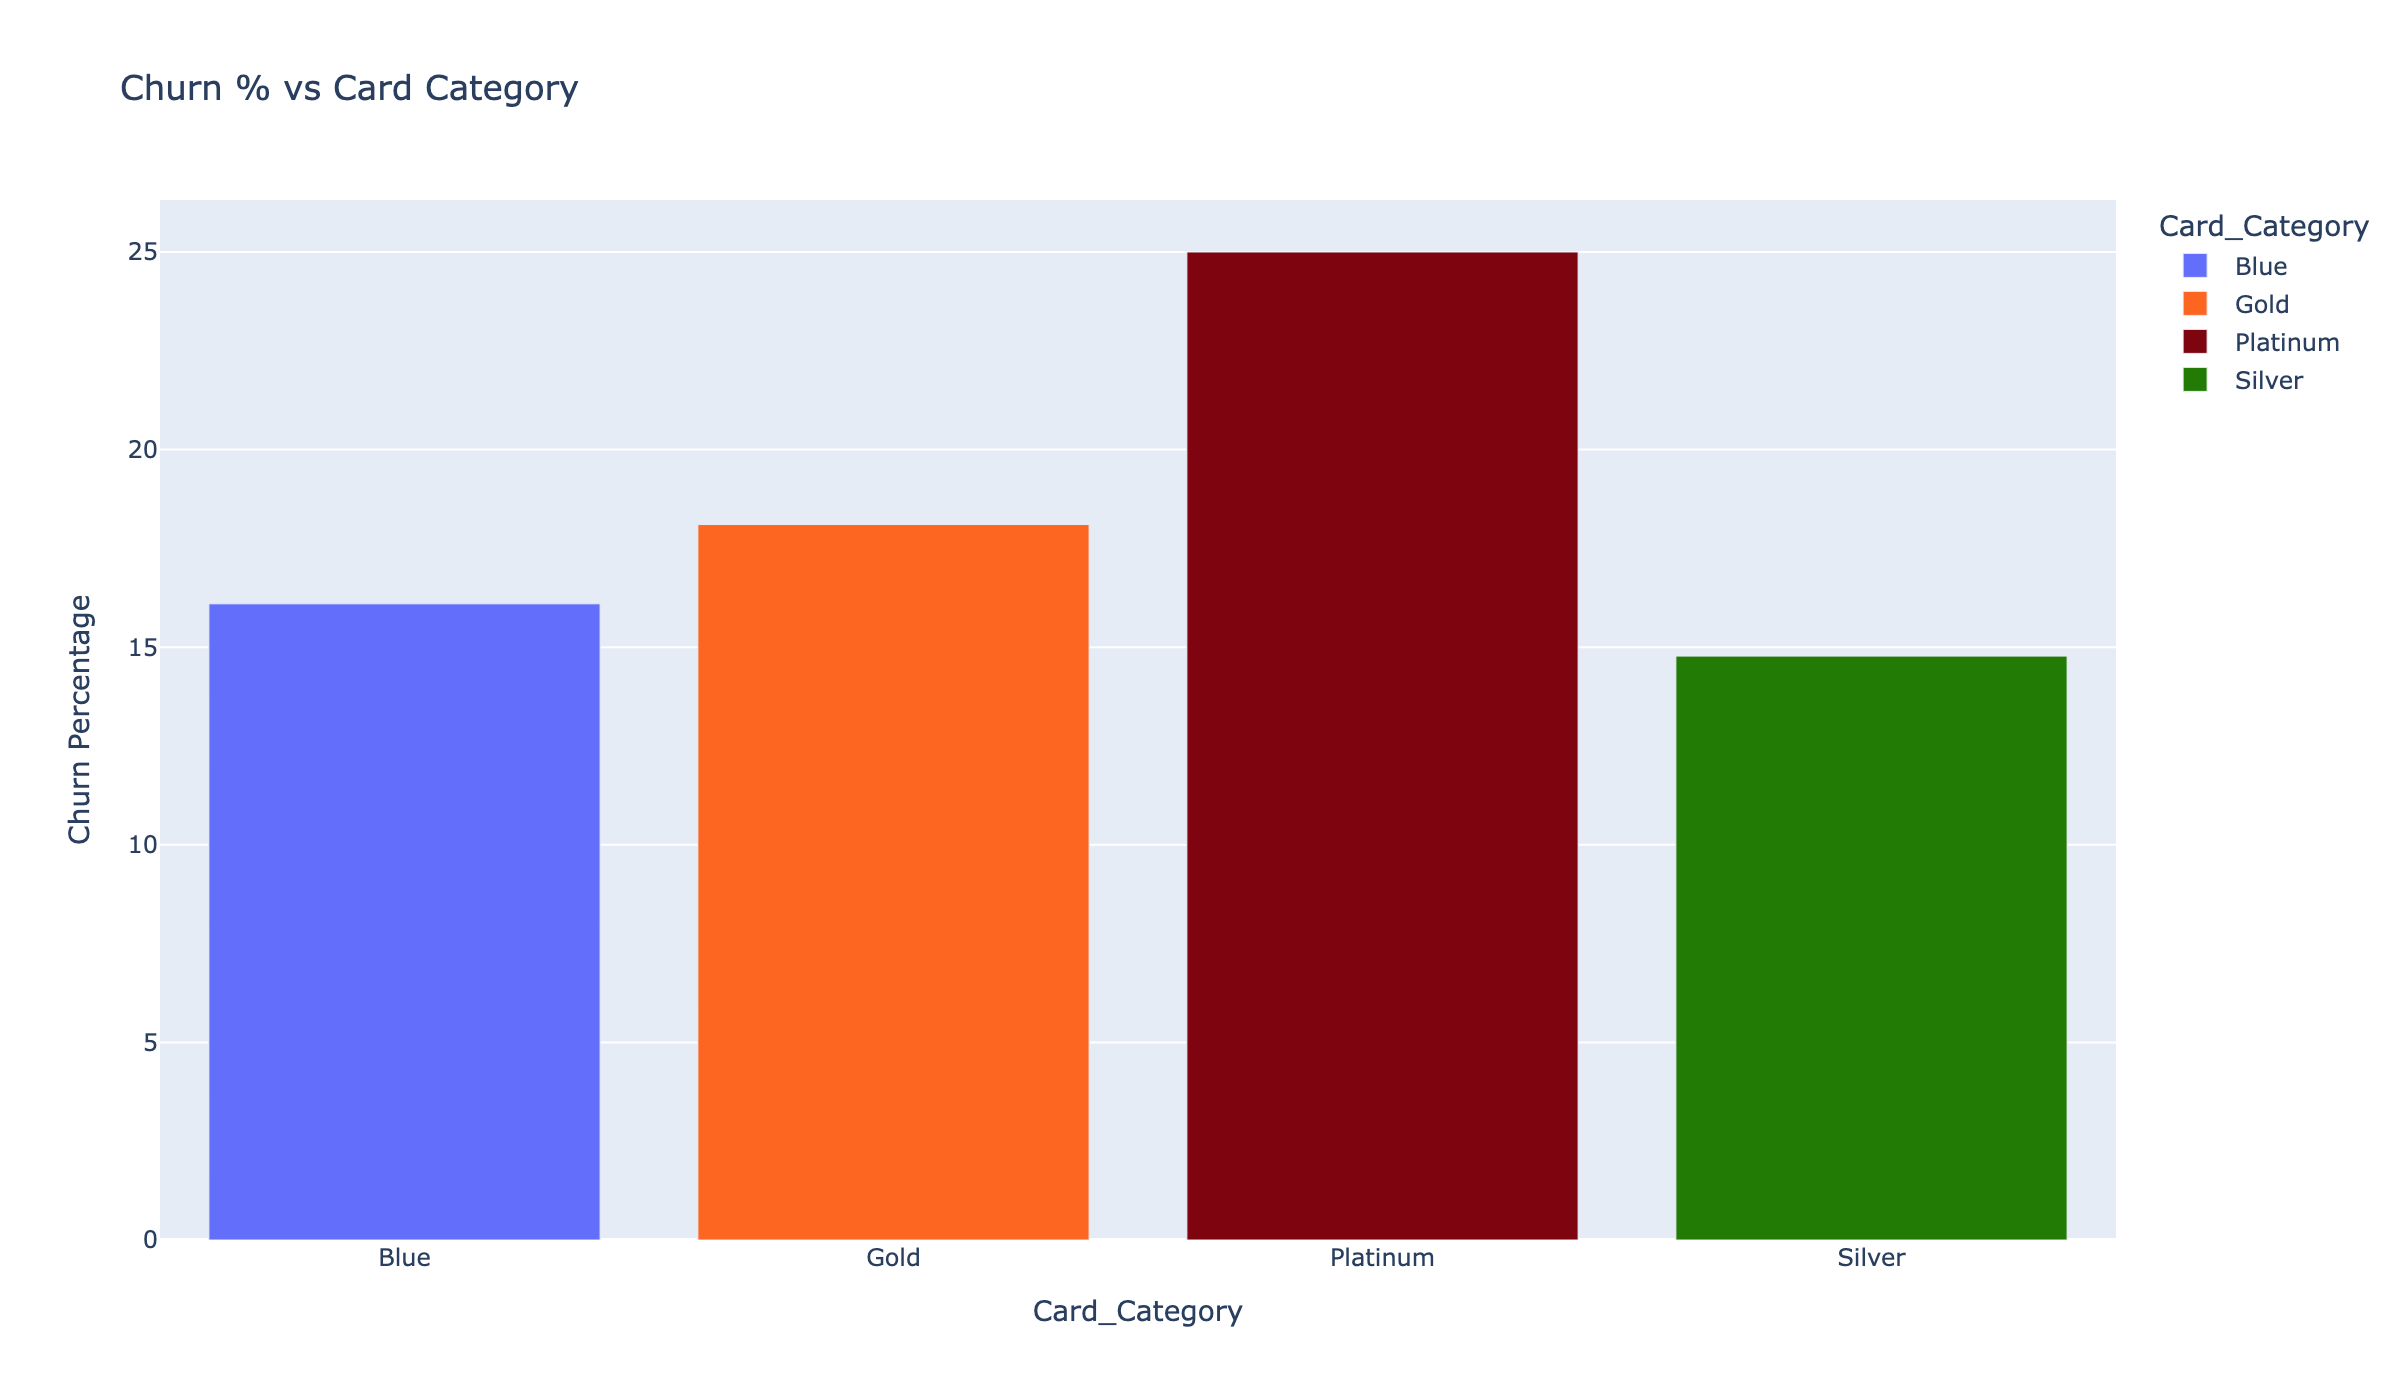 Churn % vs Card Category
25
20
15
10
5
0
Churn Percentage
Blue
Gold
Platinum
Silver
Card_Category
Card_Category
Blue
Gold
Platinum
Silver